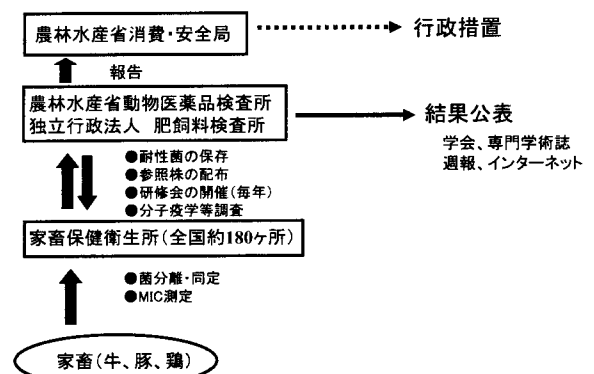 農林水産省消費・安全局
行政措置
報告
農林水産省動物医薬品検査所
独立行政法人 肥飼料検査所
結果公表
学会、専門学術誌
週報、インターネット
●耐性菌の保存
●参照株の配布
●研修会の開催(毎年)
●分子疫学等調査
家畜保健衛生所(全国約180ヶ所)
●菌分離・同定
●MIC測定
家畜(牛、豚、鶏)